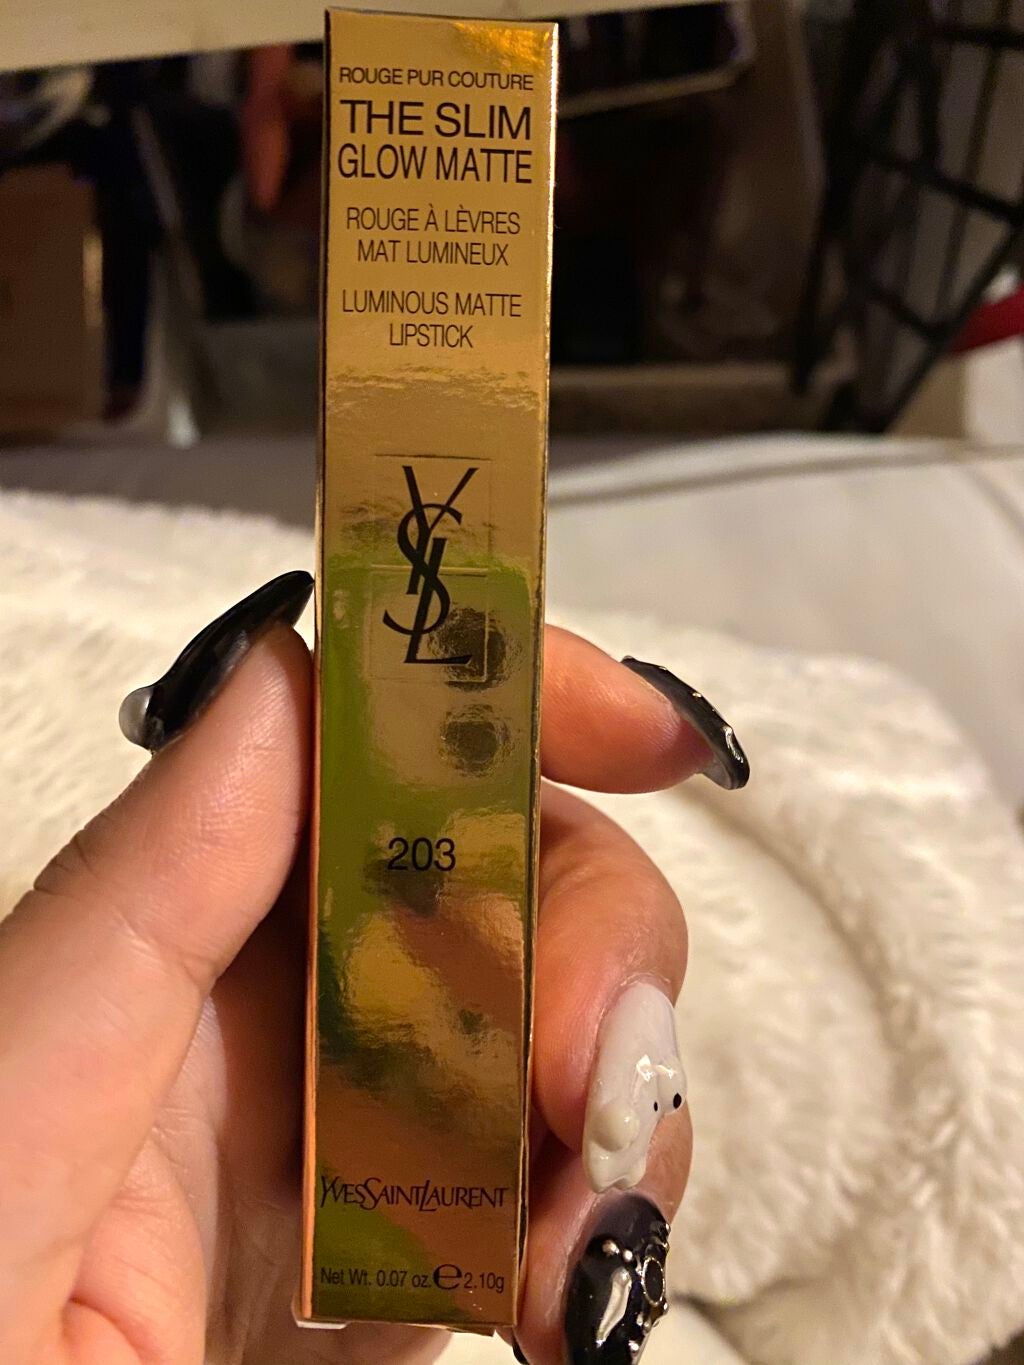 ROUGE PUR COUTURE
THE SLIM
GLOW MATTE
ROUGE À LÈVRES
MAT LUMINEUX
LUMINOUS MATTE
LIPSTICK
YSL
203
YVESSAINTLAURENT
Net Wt. 0.07 oz. ℮ 2.10g